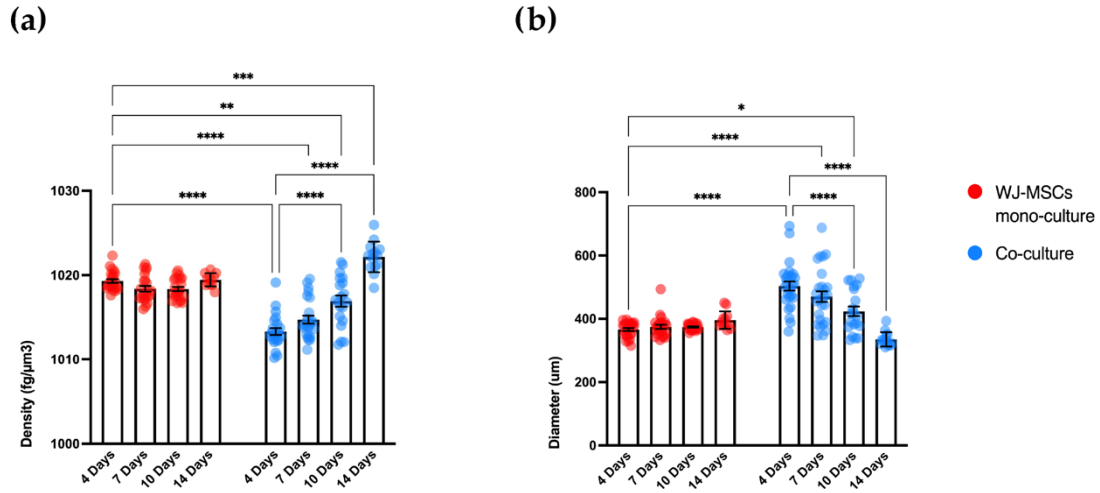 (a)
(b)
***
**
****
****
****
****
Density (fg/µm3)
1030
1020
1010
1000
4 Days
7 Days
10 Days
14 Days
4 Days
7 Days
10 Days
14 Days
*
****
****
****
****
Diameter (um)
800
600
400
200
0
4 Days
7 Days
10 Days
14 Days
4 Days
7 Days
10 Days
14 Days
WJ-MSCs
mono-culture
Co-culture